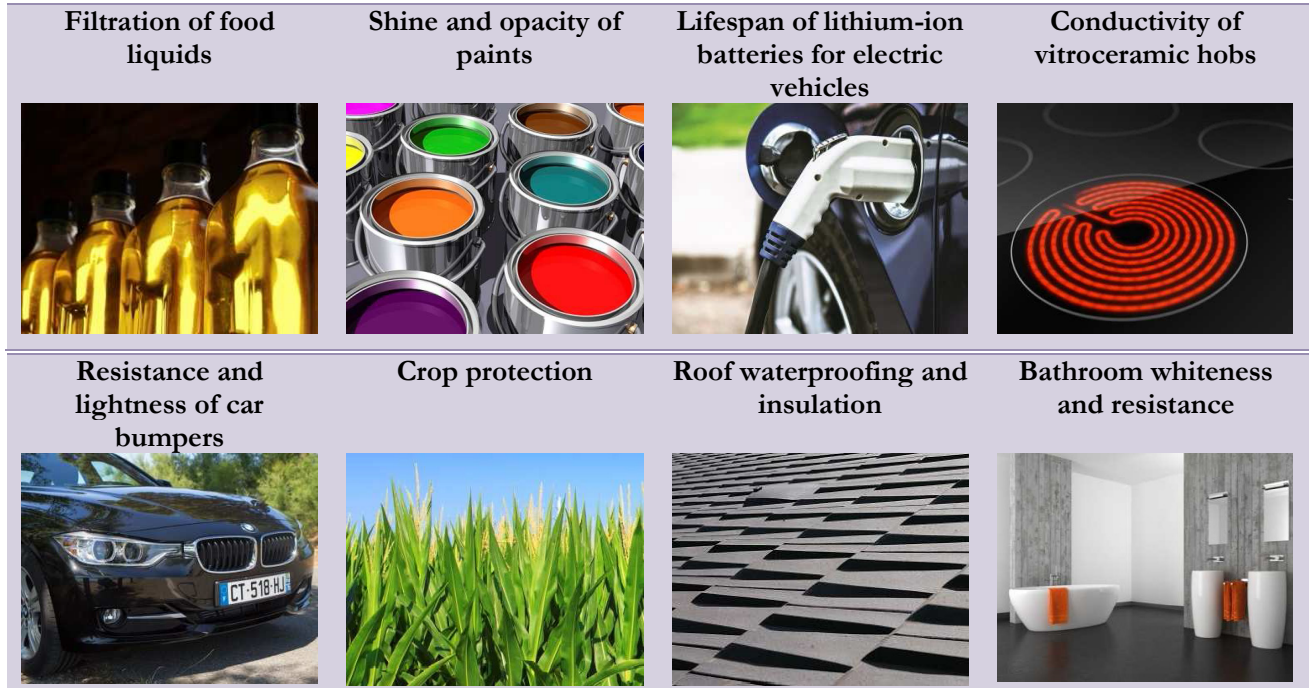 Filtration of food
liquids
Shine and opacity of
paints
Lifespan of lithium-ion
batteries for electric
vehicles
Conductivity of
vitroceramic hobs
Resistance and
lightness of car
bumpers
Crop protection
Roof waterproofing and
insulation
Bathroom whiteness
and resistance
CT-518-HJ